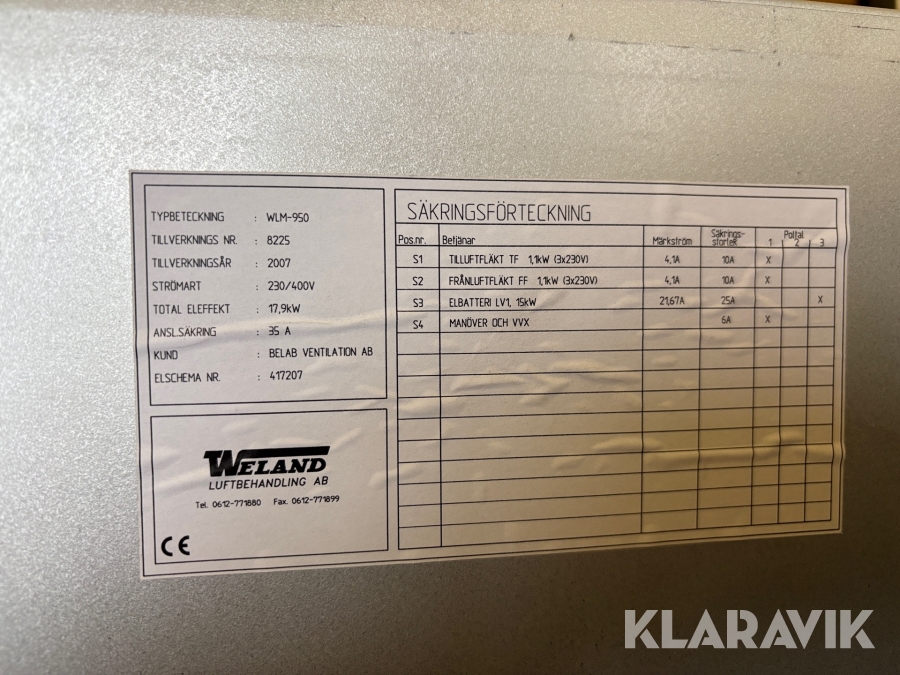 TYPBETECKNING : WLM-950
TILLVERKNINGS NR. : 8225
TILLVERKNINGSÅR : 2007
STRÖMART : 230/400V
TOTAL ELEFFEKT : 17,9kW
ANSLSÄKRING : 35 A
KUND : BELAB VENTILATION AB
ELSCHEMA NR. : 417207
WELAND
LUFTBEHANDLING AB
Tel. 0612-771880 Fax. 0612-771899
CE
SÄKRINGSFÖRTECKNING
Pos.nr. Betjänar Märkström Säkrings-storlek Poltal 1 2 3
S1 TILLUFTFLÄKT TF 1,1kW (3x230V) 4,1A 10A X
S2 FRÅNLUFTFLÄKT FF 1,1kW (3x230V) 4,1A 10A X
S3 ELBATTERI LV1, 15kW 21,67A 25A X
S4 MANÖVER OCH VVX 6A X
KLARAVIK